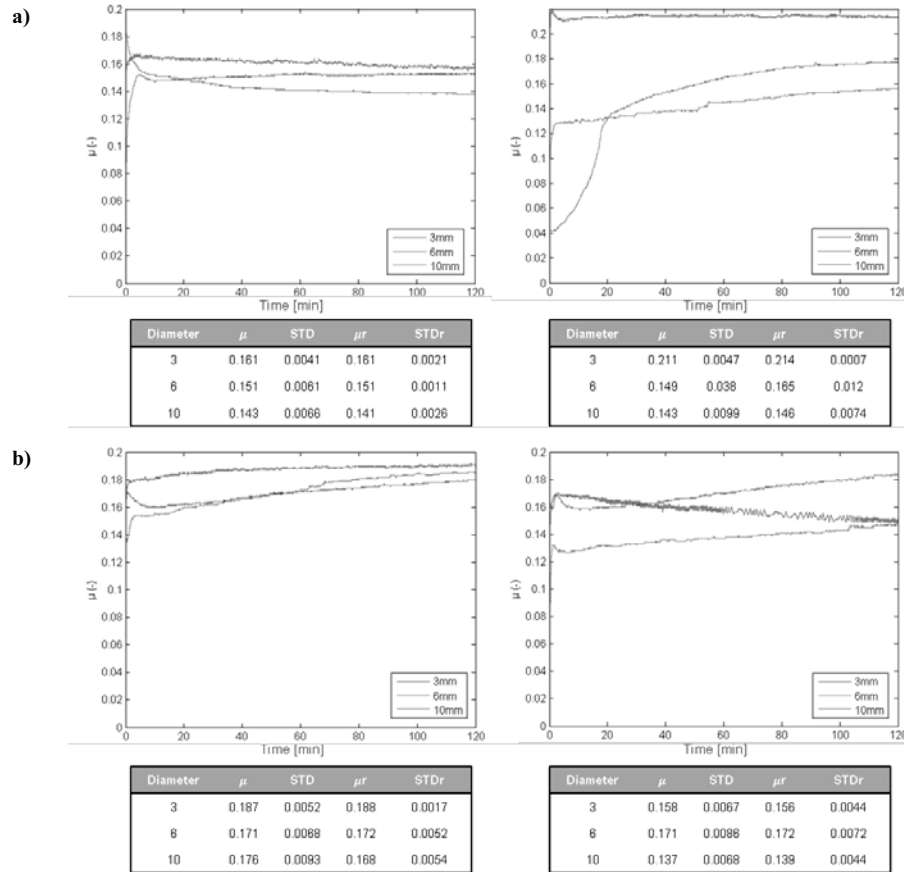 a)
0.2
0.18
0.16
0.14
0.12
0.1
0.08
0.06
0.04
0.02
0
μ (-)
3mm
6mm
10mm
0 20 40 60 80 100 120
Time [min]
0.2
0.18
0.16
0.14
0.12
0.1
0.08
0.06
0.04
0.02
0
μ (-)
3mm
6mm
10mm
0 20 40 60 80 100 120
Time [min]
Diameter μ STD μr STDr
3 0.161 0.0041 0.161 0.0021
6 0.151 0.0061 0.151 0.0011
10 0.143 0.0066 0.141 0.0026
Diameter μ STD μr STDr
3 0.211 0.0047 0.214 0.0007
6 0.149 0.038 0.165 0.012
10 0.143 0.0099 0.146 0.0074
b)
0.2
0.18
0.16
0.14
0.12
0.1
0.08
0.06
0.04
0.02
0
μ (-)
3mm
6mm
10mm
0 20 40 60 80 100 120
Time [min]
0.2
0.18
0.16
0.14
0.12
0.1
0.08
0.06
0.04
0.02
0
μ (-)
3mm
6mm
10mm
0 20 40 60 80 100 120
Time [min]
Diameter μ STD μr STDr
3 0.187 0.0052 0.188 0.0017
6 0.171 0.0068 0.172 0.0052
10 0.176 0.0093 0.168 0.0054
Diameter μ STD μr STDr
3 0.158 0.0067 0.156 0.0044
6 0.171 0.0086 0.172 0.0072
10 0.137 0.0068 0.139 0.0044